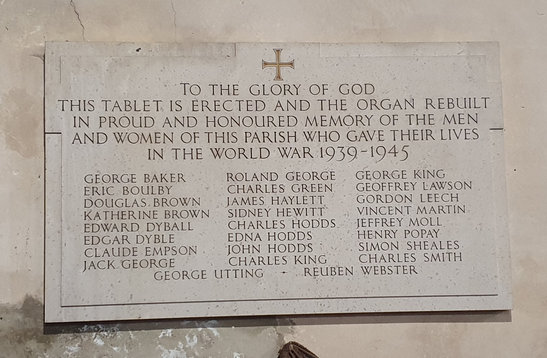 TO THE GLORY OF GOD
THIS TABLET IS ERECTED AND THE ORGAN REBUILT
IN PROUD AND HONOURED MEMORY OF THE MEN
AND WOMEN OF THIS PARISH WHO GAVE THEIR LIVES
IN THE WORLD WAR 1939-1945
GEORGE BAKER ROLAND GEORGE GEORGE KING
ERIC BOULBY CHARLES GREEN GEOFFREY LAWSON
DOUGLAS BROWN JAMES HAYLETT GORDON LEECH
KATHERINE BROWN SIDNEY HEWITT VINCENT MARTIN
EDWARD DYBALL CHARLES HODDS JEFFREY MOLL
EDGAR DYBLE EDNA HODDS HENRY POPAY
CLAUDE EMPSON JOHN HODDS SIMON SHEALES
JACK GEORGE CHARLES KING CHARLES SMITH
GEORGE UTTING - REUBEN WEBSTER